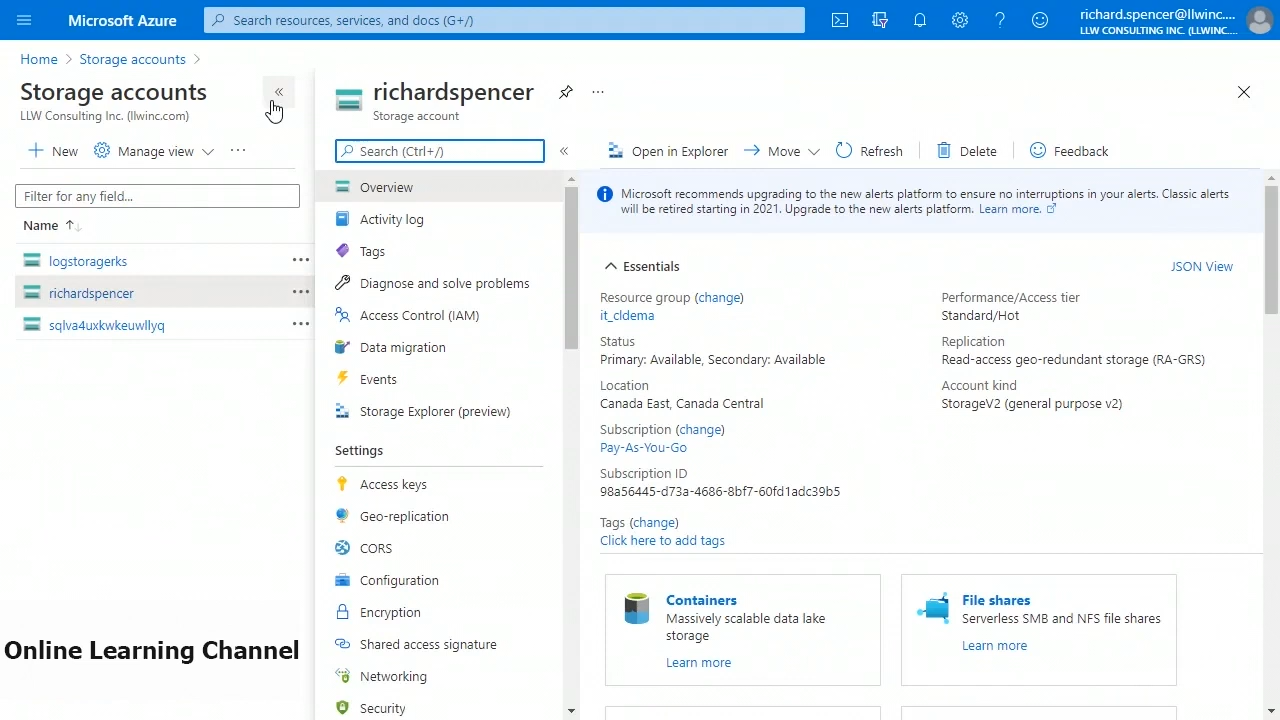 Microsoft Azure
Search resources, services, and docs (G+/)
richard.spencer@llwinc....
LLW CONSULTING INC. (LLWINC....
Home > Storage accounts >
Storage accounts
LLW Consulting Inc. (llwinc.com)
New
Manage view
Filter for any field...
Name
logstoragerks
richardspencer
sqlva4uxkwkeuwllyq
richardspencer
Storage account
Search (Ctrl+/)
Overview
Activity log
Tags
Diagnose and solve problems
Access Control (IAM)
Data migration
Events
Storage Explorer (preview)
Settings
Access keys
Geo-replication
CORS
Configuration
Encryption
Shared access signature
Networking
Security
Open in Explorer
Move
Refresh
Delete
Feedback
Microsoft recommends upgrading to the new alerts platform to ensure no interruptions in your alerts. Classic alerts
will be retired starting in 2021. Upgrade to the new alerts platform. Learn more.
Essentials
JSON View
Resource group (change)
it_cldema
Status
Primary: Available, Secondary: Available
Location
Canada East, Canada Central
Subscription (change)
Pay-As-You-Go
Subscription ID
98a56445-d73a-4686-8bf7-60fd1adc39b5
Tags (change)
Click here to add tags
Performance/Access tier
Standard/Hot
Replication
Read-access geo-redundant storage (RA-GRS)
Account kind
StorageV2 (general purpose v2)
Containers
Massively scalable data lake
storage
Learn more
File shares
Serverless SMB and NFS file shares
Learn more
Online Learning Channel